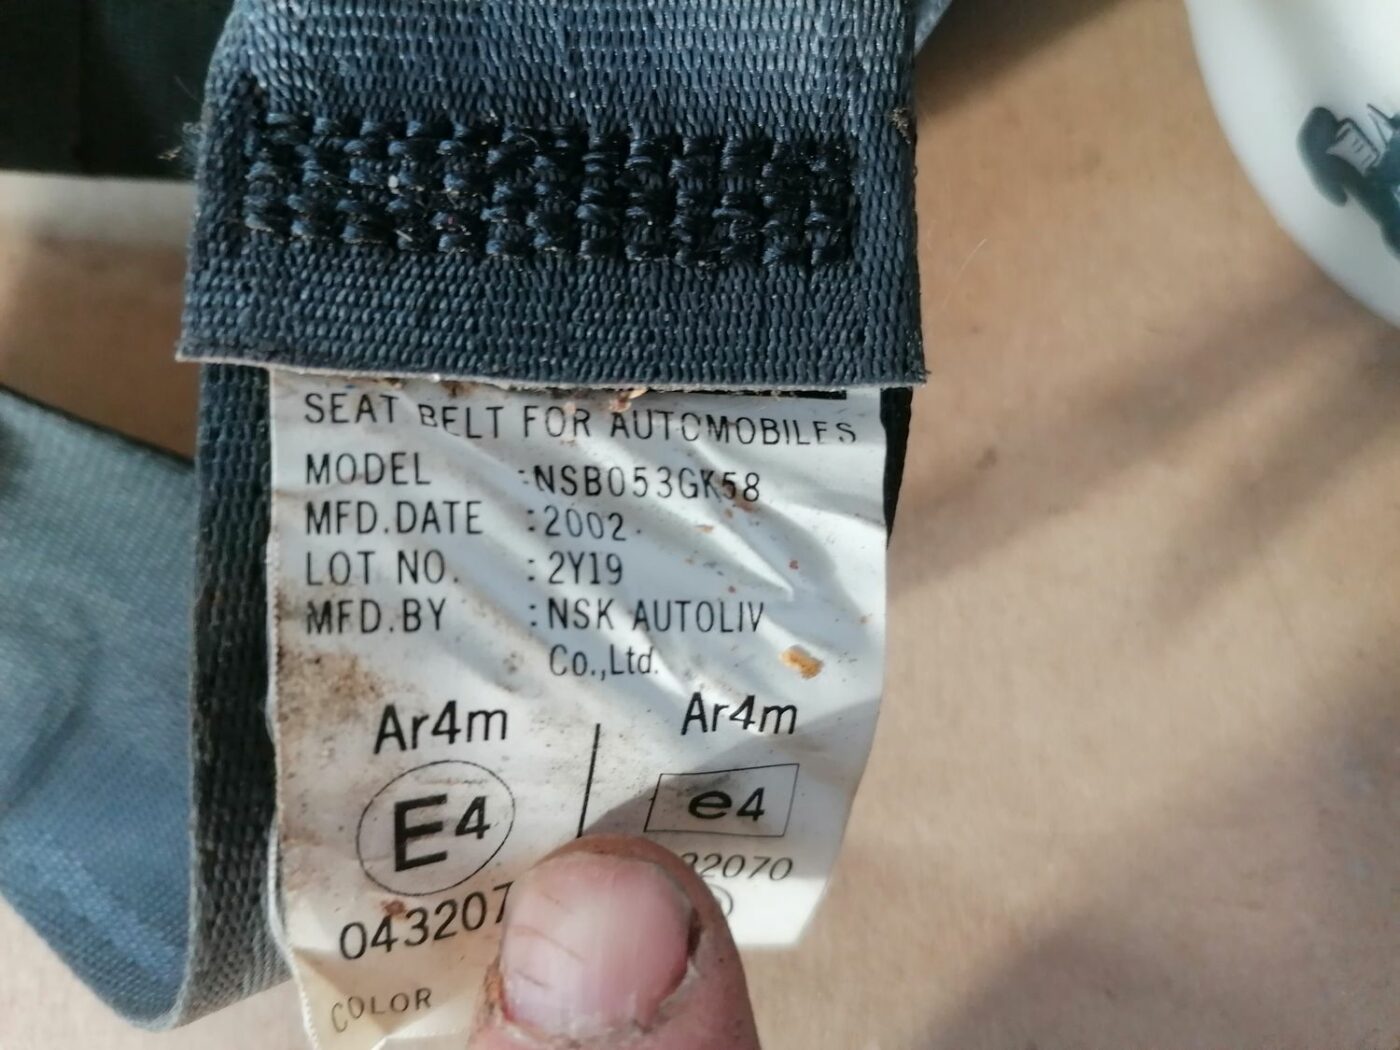 SEAT BELT FOR AUTOMOBILES
MODEL :NSB053GK58
MFD.DATE :2002.
LOT NO. :2Y19
MFD.BY :NSK AUTOLIV
Co.,Ltd.
Ar4m Ar4m
E4 e4
COLOR